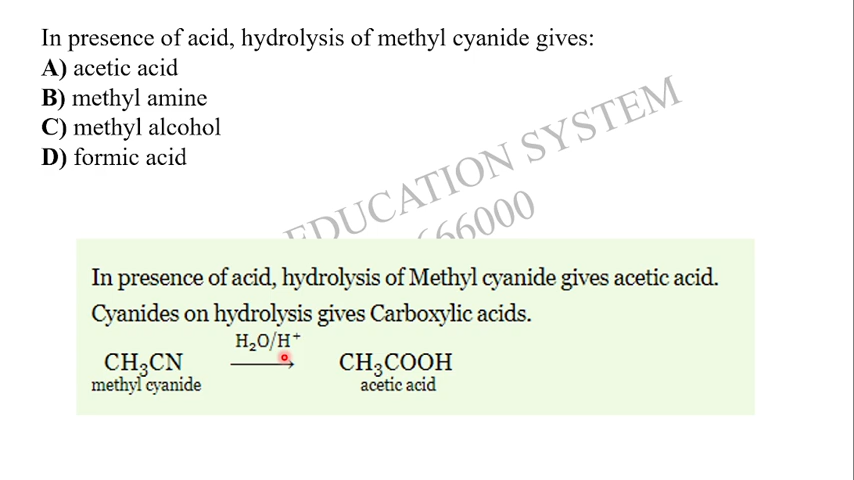 In presence of acid, hydrolysis of methyl cyanide gives:
A) acetic acid
B) methyl amine
C) methyl alcohol
D) formic acid
EDUCATION SYSTEM
666000
In presence of acid, hydrolysis of Methyl cyanide gives acetic acid.
Cyanides on hydrolysis gives Carboxylic acids.
H₂O/H⁺
CH₃CN ⟶ CH₃COOH
methyl cyanide acetic acid